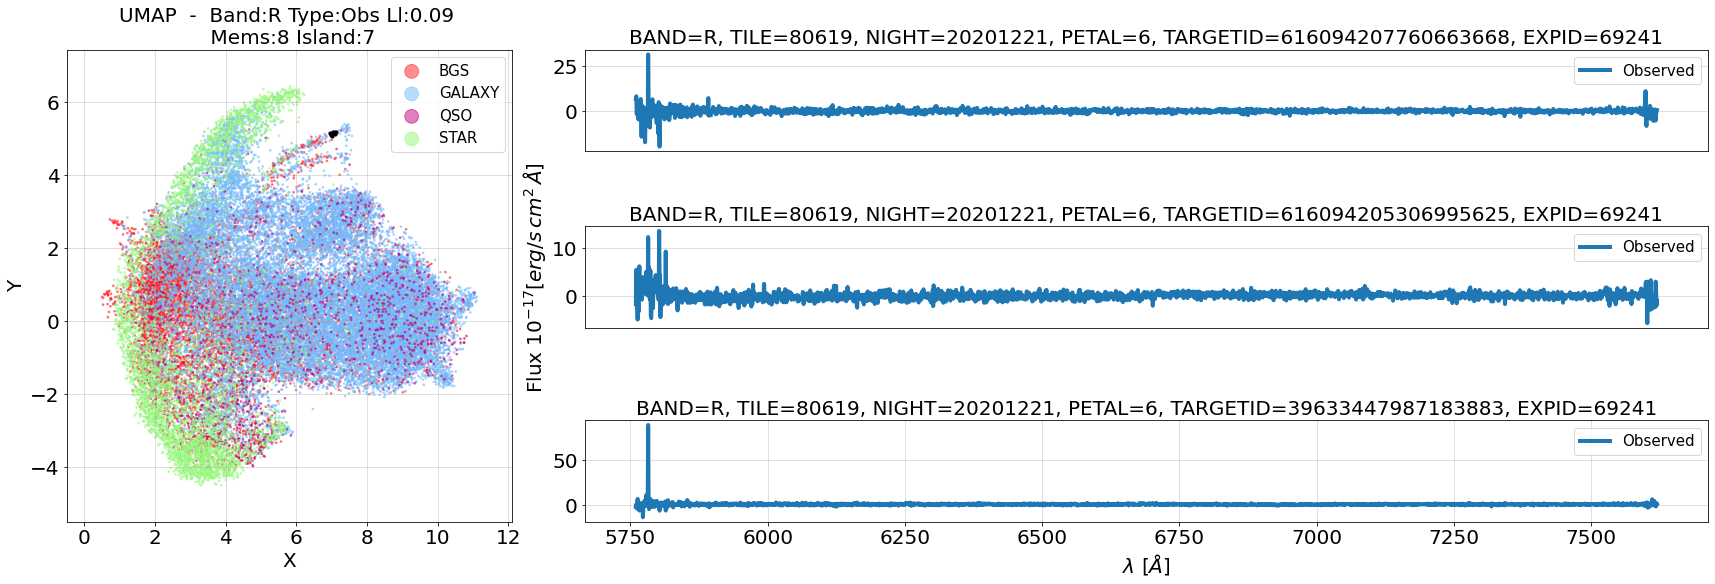 UMAP - Band:R Type:Obs Ll:0.09
Mems:8 Island:7
BGS
GALAXY
QSO
STAR
6
4
2
0
−2
−4
Y
0 2 4 6 8 10 12
X
BAND=R, TILE=80619, NIGHT=20201221, PETAL=6, TARGETID=616094207760663668, EXPID=69241
Observed
25
0
BAND=R, TILE=80619, NIGHT=20201221, PETAL=6, TARGETID=616094205306995625, EXPID=69241
Observed
10
0
Flux 10⁻¹⁷[erg/s cm² Å]
BAND=R, TILE=80619, NIGHT=20201221, PETAL=6, TARGETID=39633447987183883, EXPID=69241
Observed
50
0
5750 6000 6250 6500 6750 7000 7250 7500
λ [Å]